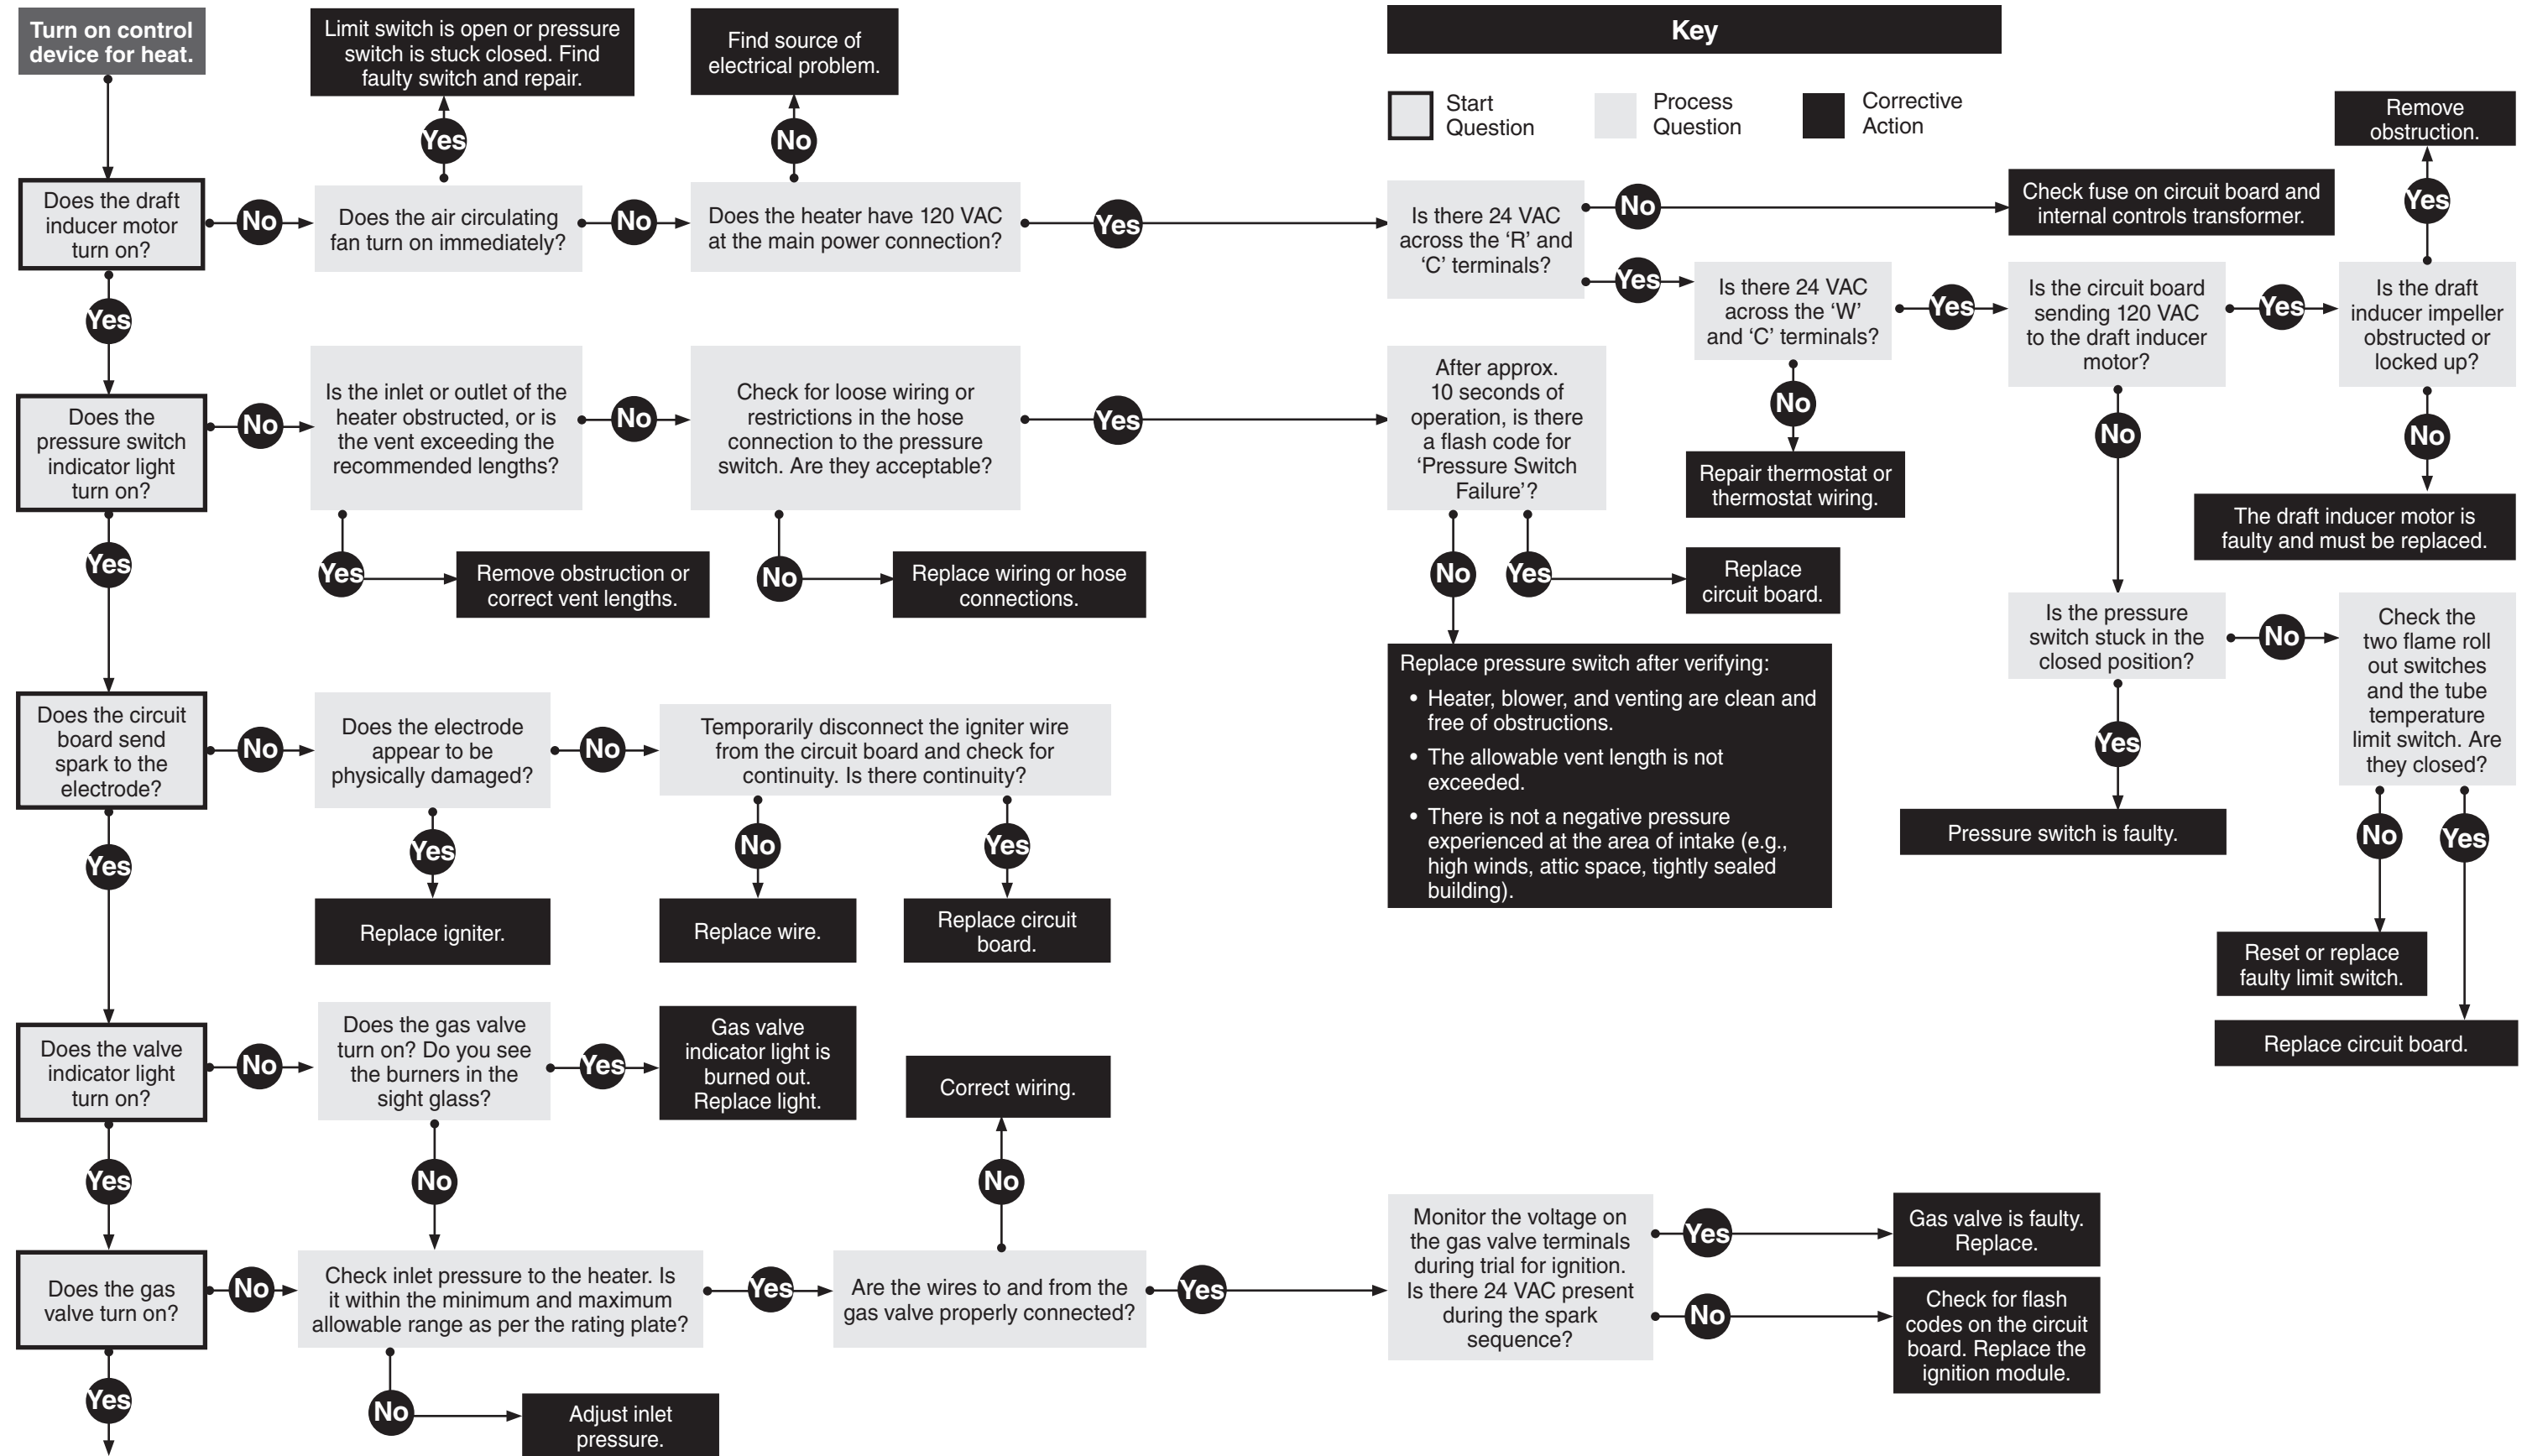 Turn on control
device for heat.
Limit switch is open or pressure
switch is stuck closed. Find
faulty switch and repair.
Find source of
electrical problem.
Key
Start
Question
Process
Question
Corrective
Action
Remove
obstruction.
Yes
No
Yes
Does the draft
inducer motor
turn on?
No
Does the air circulating
fan turn on immediately?
No
Does the heater have 120 VAC
at the main power connection?
Yes
Is there 24 VAC
across the ‘R’ and
‘C’ terminals?
No
Check fuse on circuit board and
internal controls transformer.
Yes
Is there 24 VAC
across the ‘W’
and ‘C’ terminals?
Yes
Is the circuit board
sending 120 VAC
to the draft inducer
motor?
Yes
Is the draft
inducer impeller
obstructed or
locked up?
No
Repair thermostat or
thermostat wiring.
No
No
The draft inducer motor is
faulty and must be replaced.
Is the pressure
switch stuck in the
closed position?
No
Check the
two flame roll
out switches
and the tube
temperature
limit switch. Are
they closed?
Yes
Pressure switch is faulty.
No
Yes
Reset or replace
faulty limit switch.
Replace circuit board.
Yes
Does the
pressure switch
indicator light
turn on?
No
Is the inlet or outlet of the
heater obstructed, or is
the vent exceeding the
recommended lengths?
No
Check for loose wiring or
restrictions in the hose
connection to the pressure
switch. Are they acceptable?
Yes
After approx.
10 seconds of
operation, is there
a flash code for
‘Pressure Switch
Failure’?
Yes
Remove obstruction or
correct vent lengths.
No
Replace wiring or hose
connections.
No
Yes
Replace
circuit board.
Replace pressure switch after verifying:
• Heater, blower, and venting are clean and
free of obstructions.
• The allowable vent length is not
exceeded.
• There is not a negative pressure
experienced at the area of intake (e.g.,
high winds, attic space, tightly sealed
building).
Yes
Does the circuit
board send
spark to the
electrode?
No
Does the electrode
appear to be
physically damaged?
No
Temporarily disconnect the igniter wire
from the circuit board and check for
continuity. Is there continuity?
Yes
No
Yes
Replace igniter.
Replace wire.
Replace circuit
board.
Yes
Does the valve
indicator light
turn on?
No
Does the gas valve
turn on? Do you see
the burners in the
sight glass?
Yes
Gas valve
indicator light is
burned out.
Replace light.
Correct wiring.
Yes
No
No
Does the gas
valve turn on?
No
Check inlet pressure to the heater. Is
it within the minimum and maximum
allowable range as per the rating plate?
Yes
Are the wires to and from the
gas valve properly connected?
Yes
Monitor the voltage on
the gas valve terminals
during trial for ignition.
Is there 24 VAC present
during the spark
sequence?
Yes
Gas valve is faulty.
Replace.
No
Check for flash
codes on the circuit
board. Replace the
ignition module.
Yes
No
Adjust inlet
pressure.